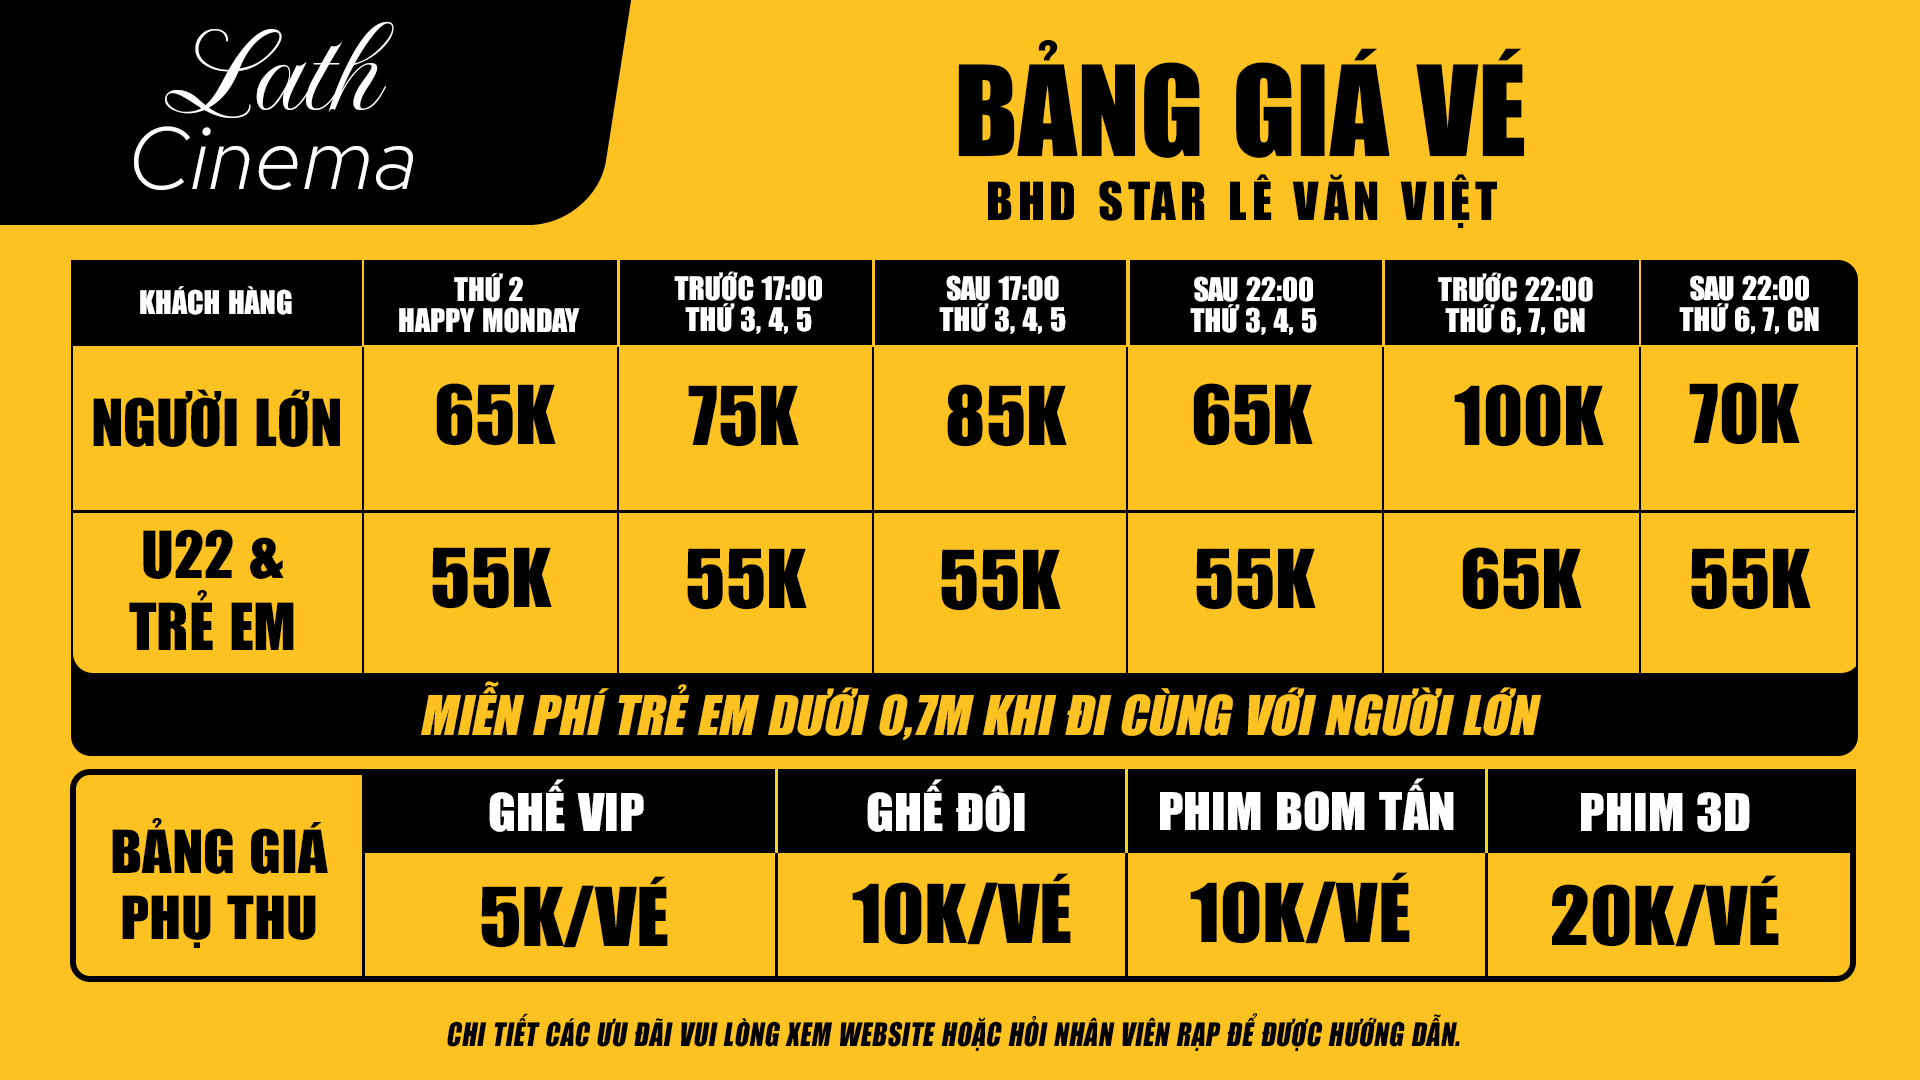 Lath
Cinema
BẢNG GIÁ VÉ
BHD STAR LÊ VĂN VIỆT
KHÁCH HÀNG
THỨ 2
HAPPY MONDAY
TRƯỚC 17:00
THỨ 3, 4, 5
SAU 17:00
THỨ 3, 4, 5
SAU 22:00
THỨ 3, 4, 5
TRƯỚC 22:00
THỨ 6, 7, CN
SAU 22:00
THỨ 6, 7, CN
NGƯỜI LỚN
65K
75K
85K
65K
100K
70K
U22 &
TRẺ EM
55K
55K
55K
55K
65K
55K
MIỄN PHÍ TRẺ EM DƯỚI 0,7M KHI ĐI CÙNG VỚI NGƯỜI LỚN
BẢNG GIÁ
PHỤ THU
GHẾ VIP
GHẾ ĐÔI
PHIM BOM TẤN
PHIM 3D
5K/VÉ
10K/VÉ
10K/VÉ
20K/VÉ
CHI TIẾT CÁC ƯU ĐÃI VUI LÒNG XEM WEBSITE HOẶC HỎI NHÂN VIÊN RẠP ĐỂ ĐƯỢC HƯỚNG DẪN.